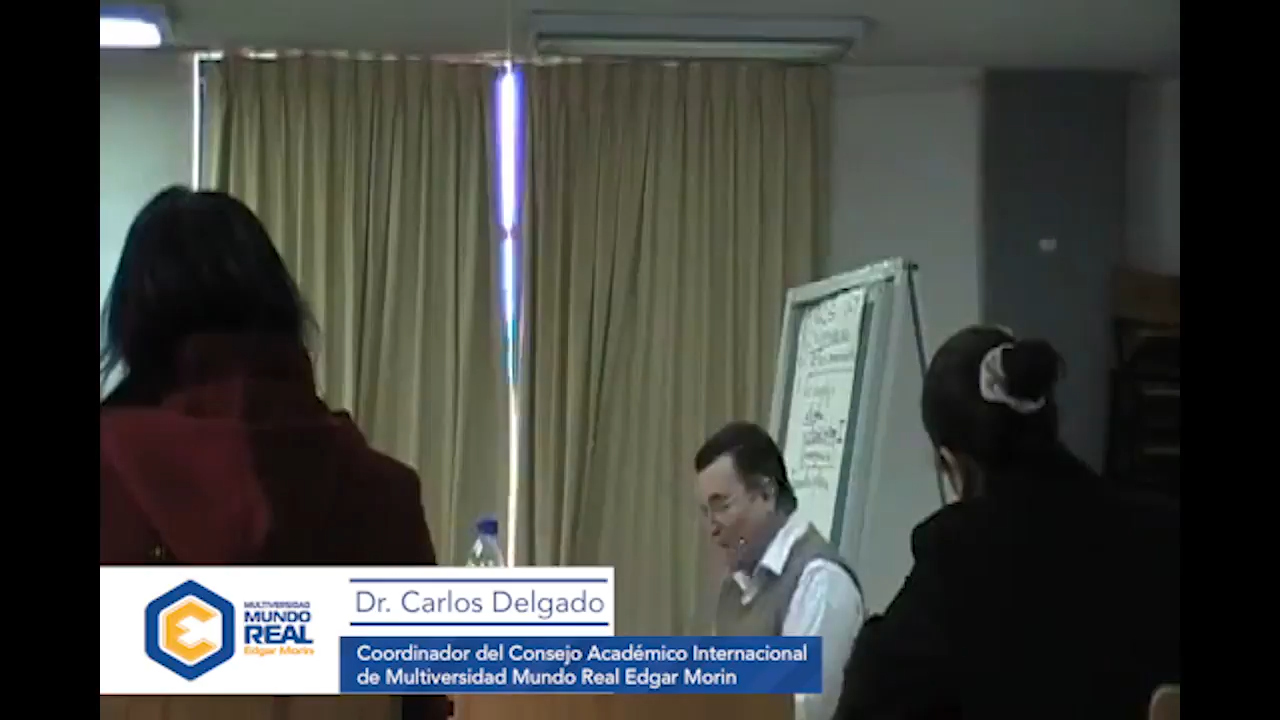 MULTIVERSIDAD
MUNDO
REAL
Edgar Morin
Dr. Carlos Delgado
Coordinador del Consejo Académico Internacional
de Multiversidad Mundo Real Edgar Morin